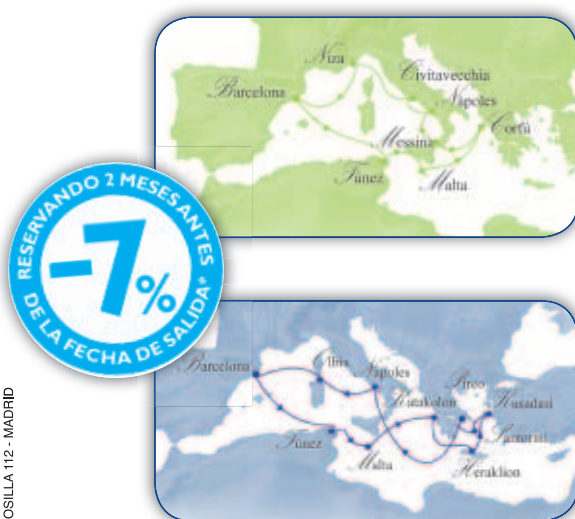 Niza
Civitavecchia
Barcelona
Nápoles
Corfú
Messina
Túnez
Malta
RESERVANDO 2 MESES ANTES
-7%
DE LA FECHA DE SALIDA*
Barcelona
Olbia
Nápoles
Pireo
Katakolon
Kusadasi
Túnez
Santorini
Malta
Heraklion
OSILLA 112 - MADRID